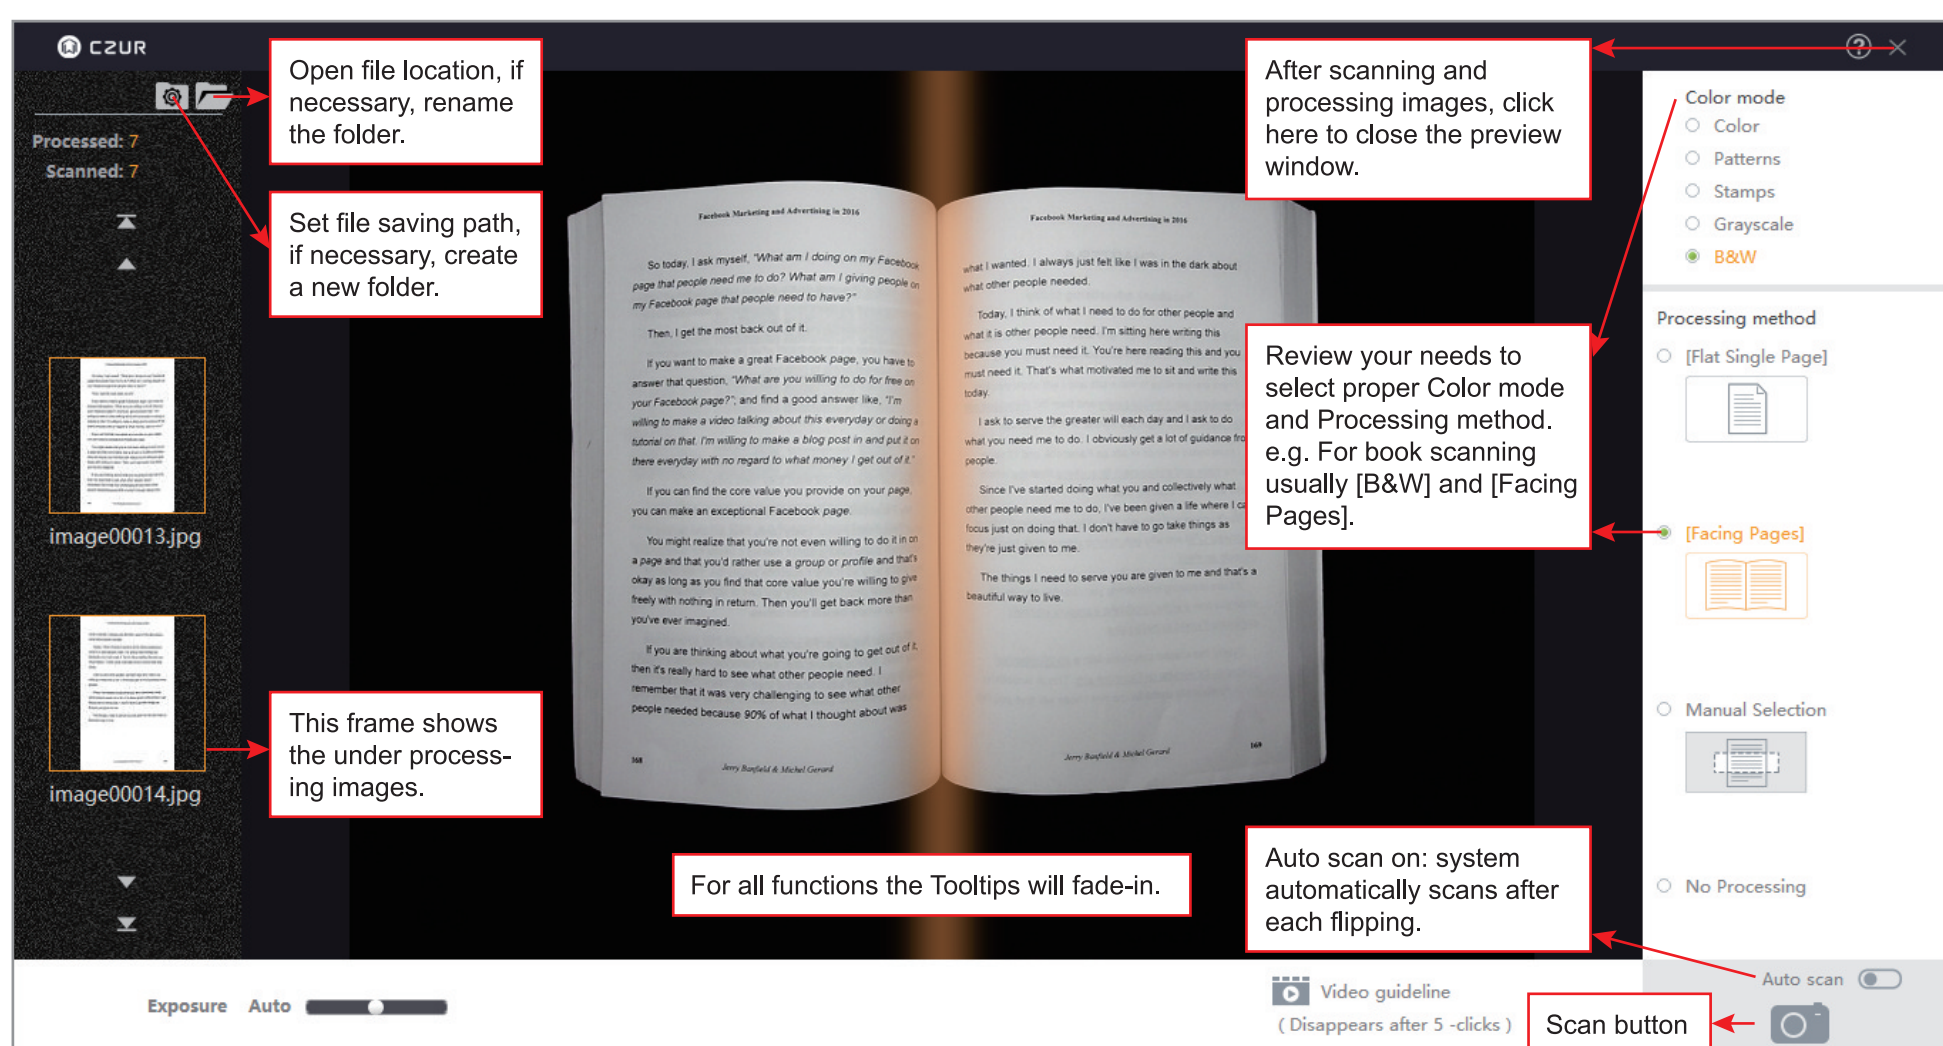 CZUR
Open file location, if
necessary, rename
the folder.
Processed: 7
Scanned: 7
Set file saving path,
if necessary, create
a new folder.
image00013.jpg
image00014.jpg
This frame shows
the under process-
ing images.
Facebook Marketing and Advertising in 2016
So today, I ask myself, "What am I doing on my Facebook
page that people need me to do? What am I giving people on
my Facebook page that people need to have?"
Then, I get the most back out of it.
If you want to make a great Facebook page, you have to
answer that question, "What are you willing to do for free on
your Facebook page?"; and find a good answer like, "I'm
willing to make a video talking about this everyday or doing a
tutorial on that. I'm willing to make a blog post in and put it on
there everyday with no regard to what money I get out of it."
If you can find the core value you provide on your page,
you can make an exceptional Facebook page.
You might realize that you're not even willing to do it in on
a page and that you'd rather use a group or profile and that's
okay as long as you find that core value you're willing to give
freely with nothing in return. Then you'll get back more than
you've ever imagined.
If you are thinking about what you're going to get out of it,
then it's really hard to see what other people need. I
remember that it was very challenging to see what other
people needed because 90% of what I thought about was
368
Jerry Banfield & Michel Gerard
Facebook Marketing and Advertising in 2016
what I wanted. I always just felt like I was in the dark about
what other people needed.
Today, I think of what I need to do for other people and
what it is other people need. I'm sitting here writing this
because you must need it. You're here reading this and you
must need it. That's what motivated me to sit and write this
today.
I ask to serve the greater will each day and I ask to do
what you need me to do. I obviously get a lot of guidance fro
people.
Since I've started doing what you and collectively what
other people need me to do, I've been given a life where I ca
focus just on doing that. I don't have to go take things as
they're just given to me.
The things I need to serve you are given to me and that's a
beautiful way to live.
Jerry Banfield & Michel Gerard
369
For all functions the Tooltips will fade-in.
After scanning and
processing images, click
here to close the preview
window.
Color mode
Color
Patterns
Stamps
Grayscale
B&W
Review your needs to
select proper Color mode
and Processing method.
e.g. For book scanning
usually [B&W] and [Facing
Pages].
Processing method
[Flat Single Page]
[Facing Pages]
Manual Selection
No Processing
Auto scan on: system
automatically scans after
each flipping.
Auto scan
Exposure Auto
Video guideline
( Disappears after 5 -clicks )
Scan button